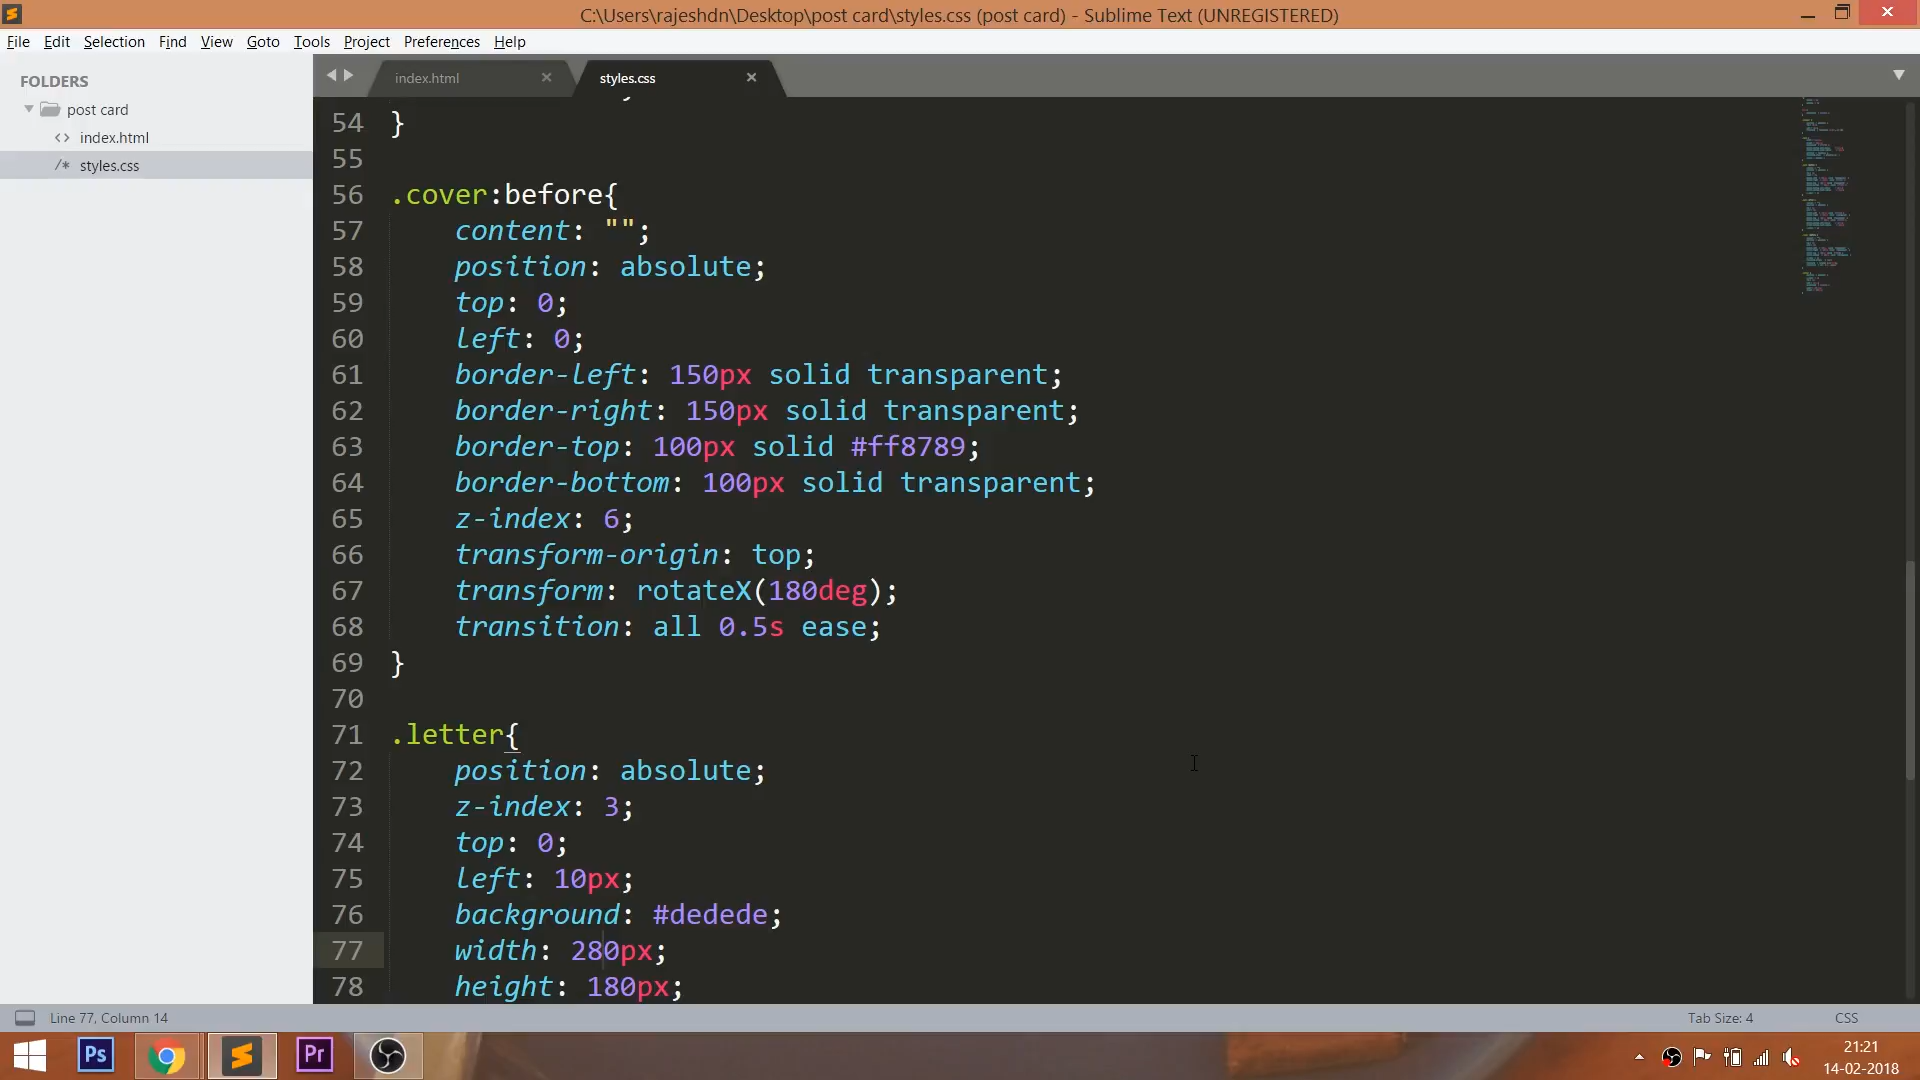 C:\Users\rajeshdn\Desktop\post card\styles.css (post card) - Sublime Text (UNREGISTERED)
File Edit Selection Find View Goto Tools Project Preferences Help
FOLDERS
post card
<> index.html
/* styles.css
index.html
styles.css
54 }
55
56 .cover:before{
57 content: "";
58 position: absolute;
59 top: 0;
60 left: 0;
61 border-left: 150px solid transparent;
62 border-right: 150px solid transparent;
63 border-top: 100px solid #ff8789;
64 border-bottom: 100px solid transparent;
65 z-index: 6;
66 transform-origin: top;
67 transform: rotateX(180deg);
68 transition: all 0.5s ease;
69 }
70
71 .letter{
72 position: absolute;
73 z-index: 3;
74 top: 0;
75 left: 10px;
76 background: #dedede;
77 width: 280px;
78 height: 180px;
Line 77, Column 14
Tab Size: 4
CSS
Ps
Pr
21:21
14-02-2018